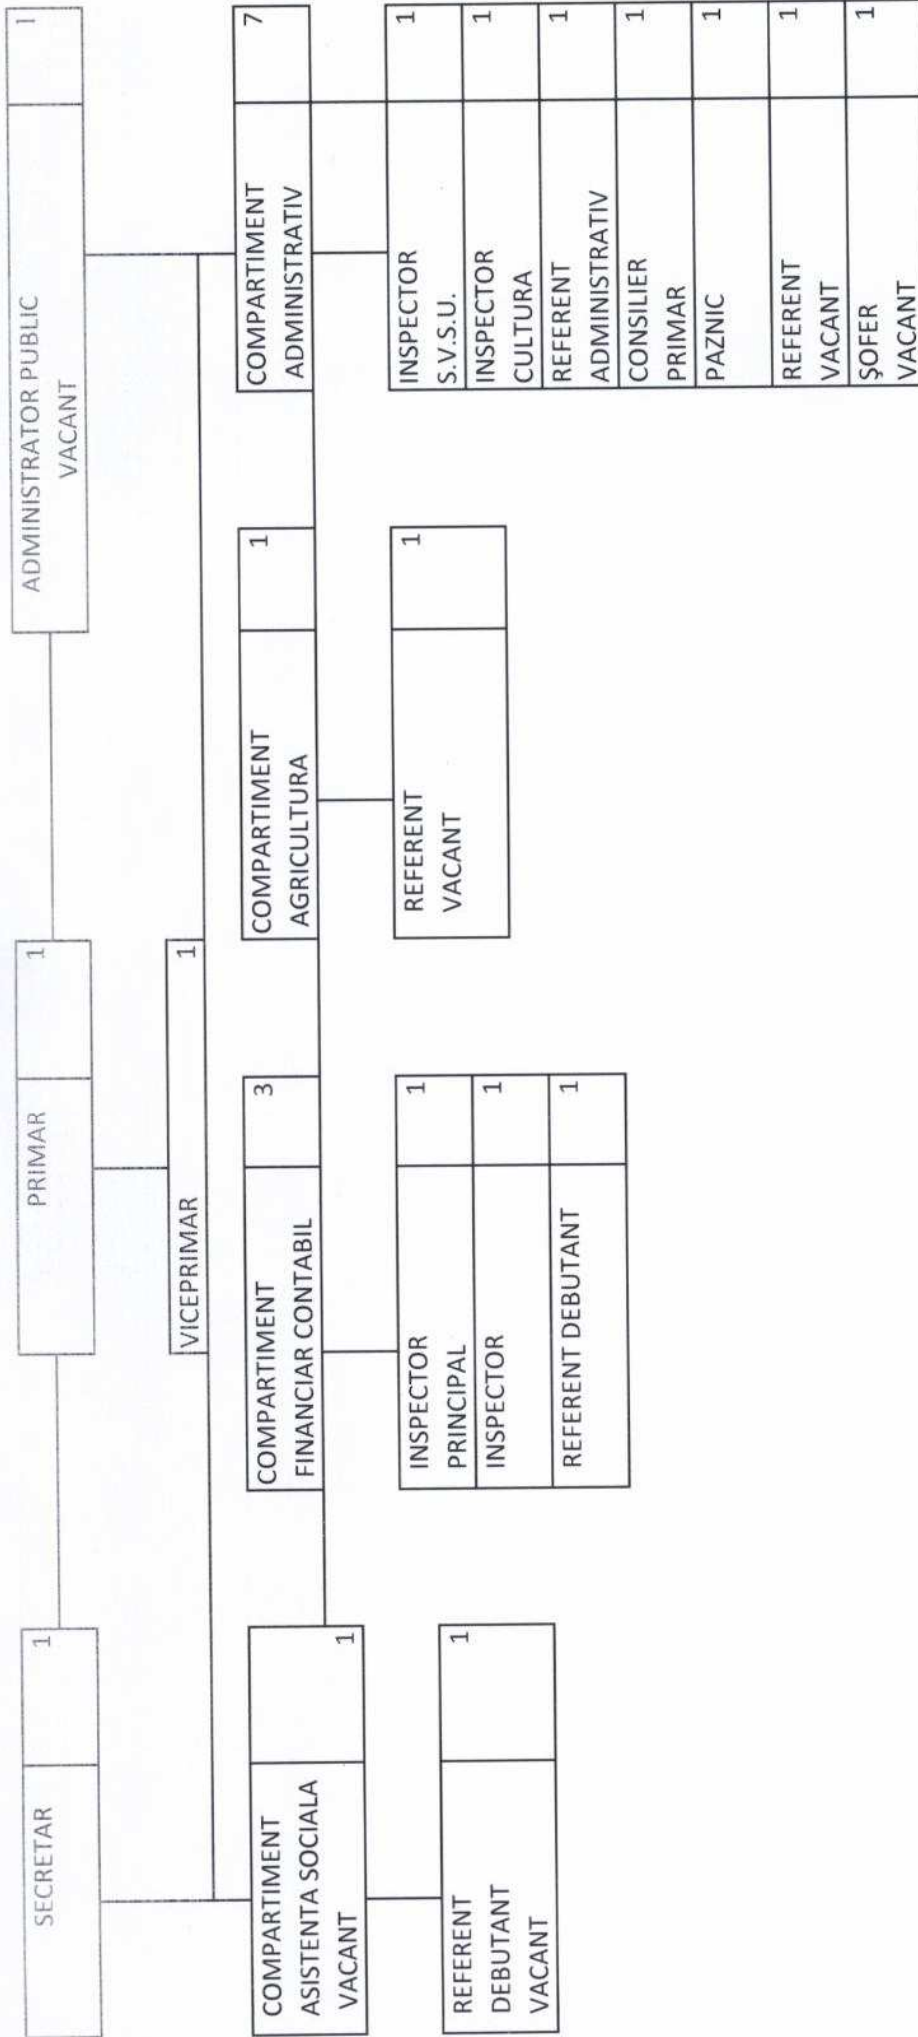 SECRETAR 1
PRIMAR 1
ADMINISTRATOR PUBLIC 1
VACANT
VICEPRIMAR 1
COMPARTIMENT
ASISTENTA SOCIALA
VACANT 1
COMPARTIMENT 3
FINANCIAR CONTABIL
COMPARTIMENT 1
AGRICULTURA
COMPARTIMENT 7
ADMINISTRATIV
REFERENT 1
DEBUTANT
VACANT
INSPECTOR 1
PRINCIPAL
INSPECTOR 1
REFERENT DEBUTANT 1
REFERENT 1
VACANT
INSPECTOR 1
S.V.S.U.
INSPECTOR 1
CULTURA
REFERENT 1
ADMINISTRATIV
CONSILIER 1
PRIMAR
PAZNIC 1
REFERENT 1
VACANT
ŞOFER 1
VACANT